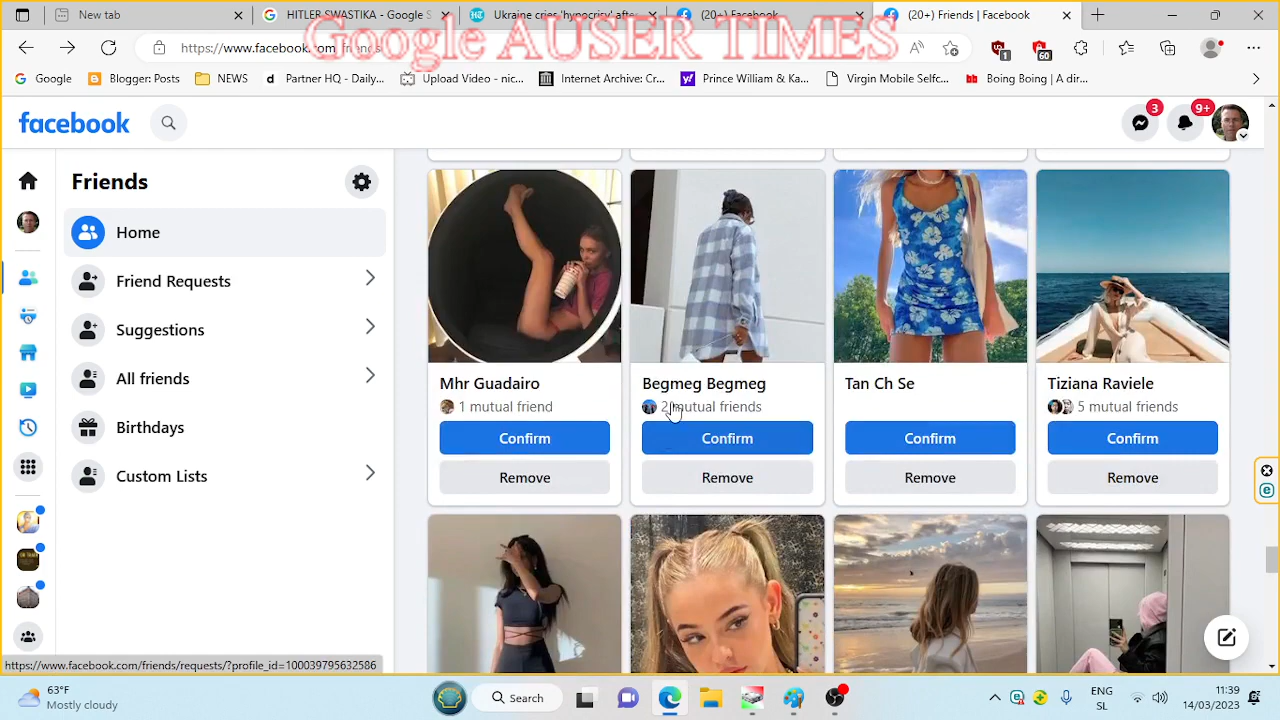 New tab
HITLER-SWASTIKA - Google S
Ukraine cries 'hypocrisy' after
(20+) Facebook
(20+) Friends | Facebook
Google AUSER TIMES
https://www.facebook.com/friends
1
60
Google
Blogger: Posts
NEWS
Partner HQ - Daily...
Upload Video - nic...
Internet Archive: Cr...
Prince William & Ka...
Virgin Mobile Selfc...
Boing Boing | A dir...
facebook
3
9+
Friends
Home
Friend Requests
Suggestions
All friends
Birthdays
Custom Lists
Mhr Guadairo
1 mutual friend
Confirm
Remove
Begmeg Begmeg
2 mutual friends
Confirm
Remove
Tan Ch Se
Confirm
Remove
Tiziana Raviele
5 mutual friends
Confirm
Remove
https://www.facebook.com/friends/requests/?profile_id=100039795632586
63°F
Mostly cloudy
Search
ENG
SL
11:39
14/03/2023